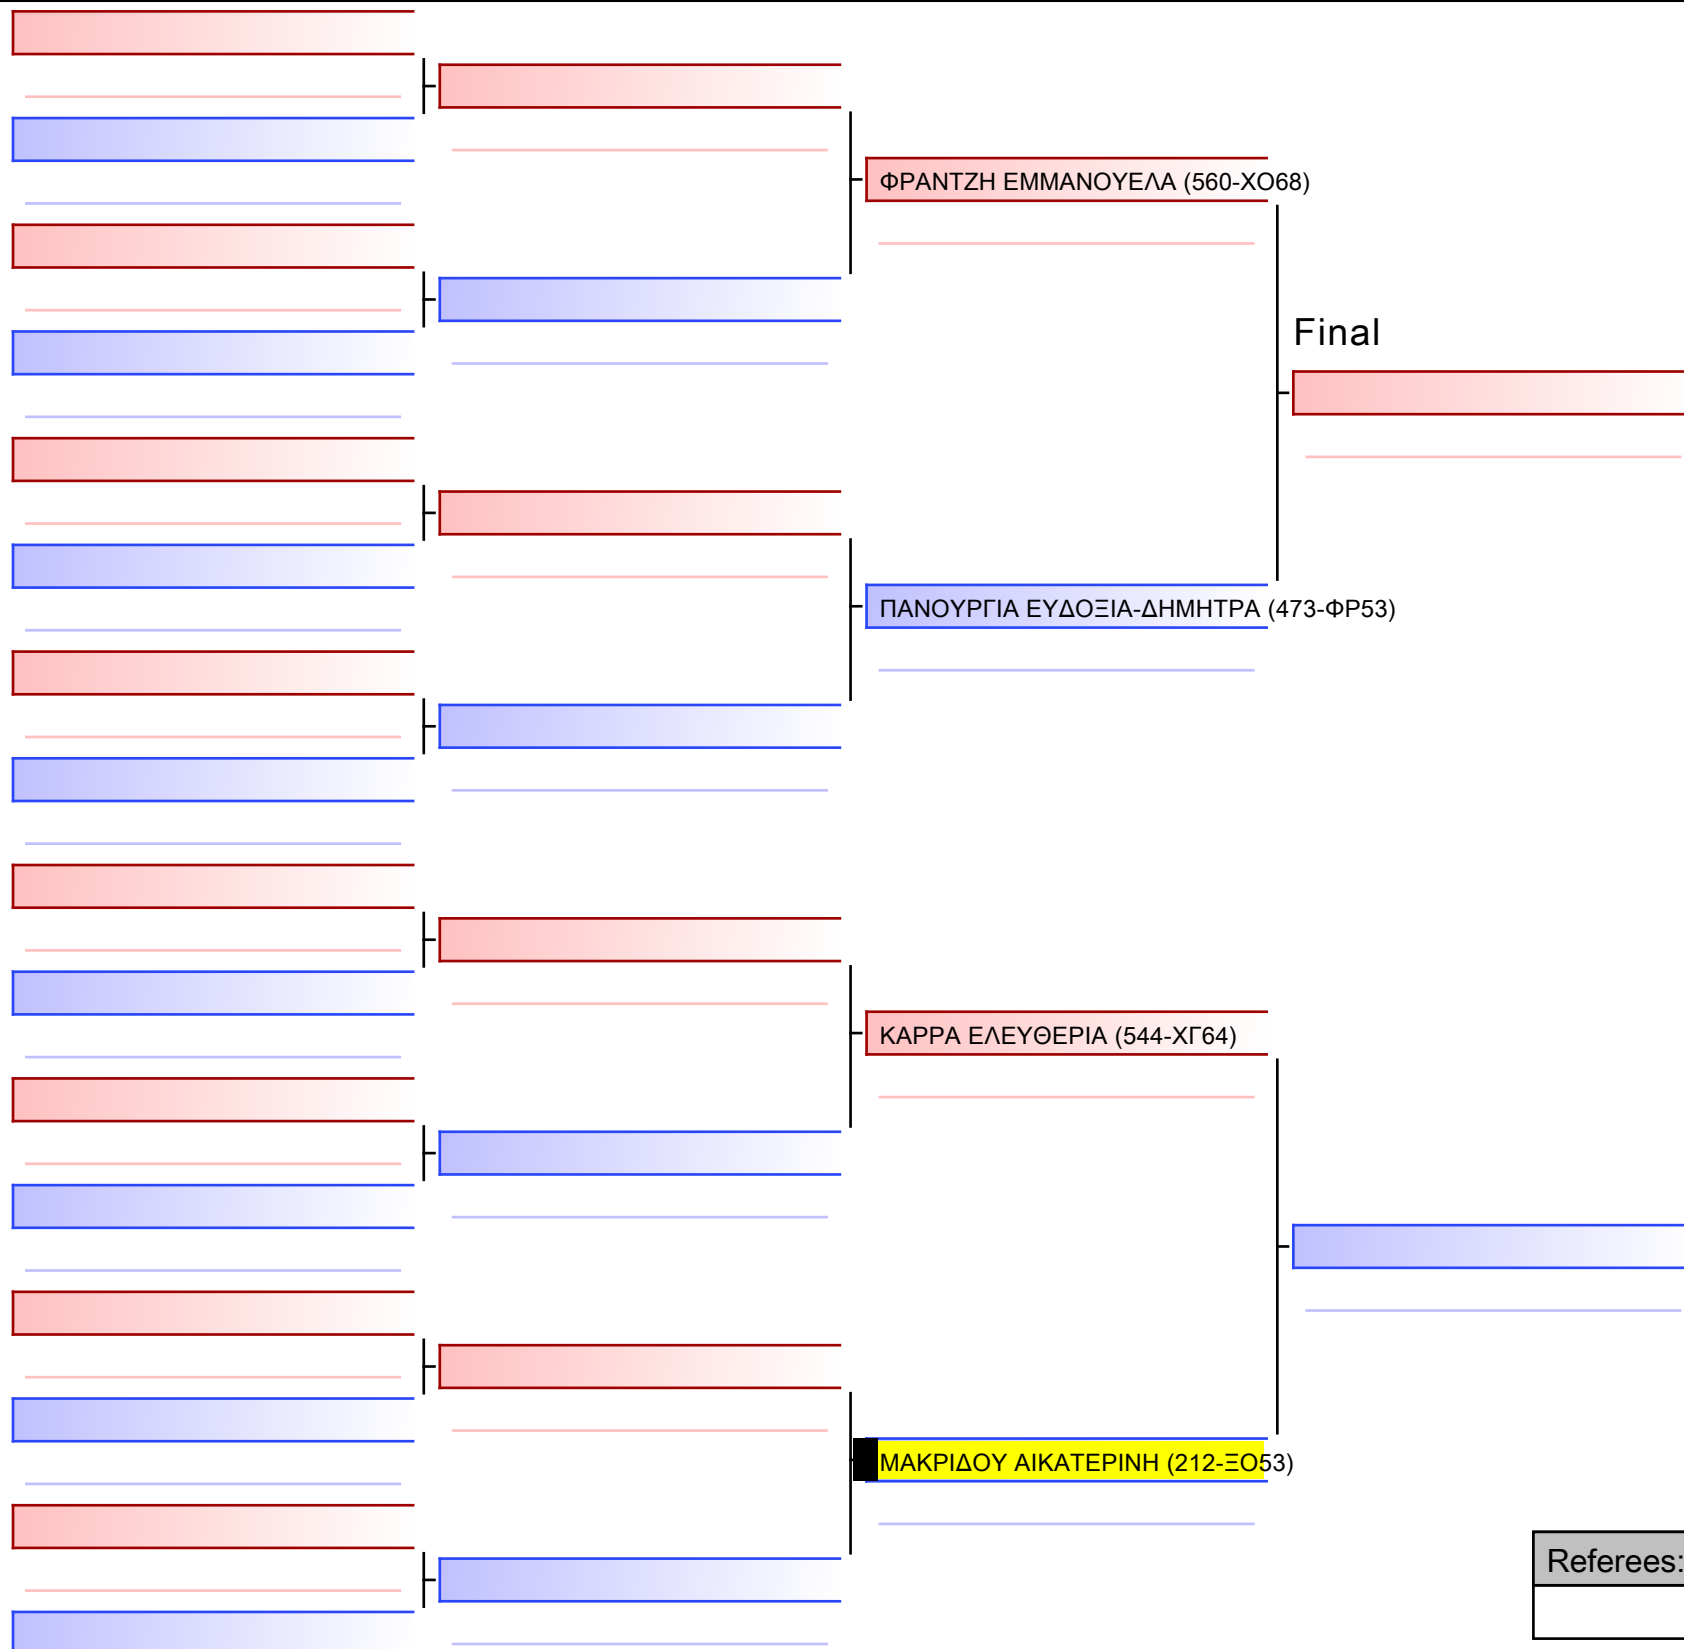 ΦΡΑΝΤΖΗ ΕΜΜΑΝΟΥΕΛΑ (560-ΧΟ68)
Final
ΠΑΝΟΥΡΓΙΑ ΕΥΔΟΞΙΑ-ΔΗΜΗΤΡΑ (473-ΦΡ53)
ΚΑΡΡΑ ΕΛΕΥΘΕΡΙΑ (544-ΧΓ64)
ΜΑΚΡΙΔΟΥ ΑΙΚΑΤΕΡΙΝΗ (212-ΞΟ53)
Referees: